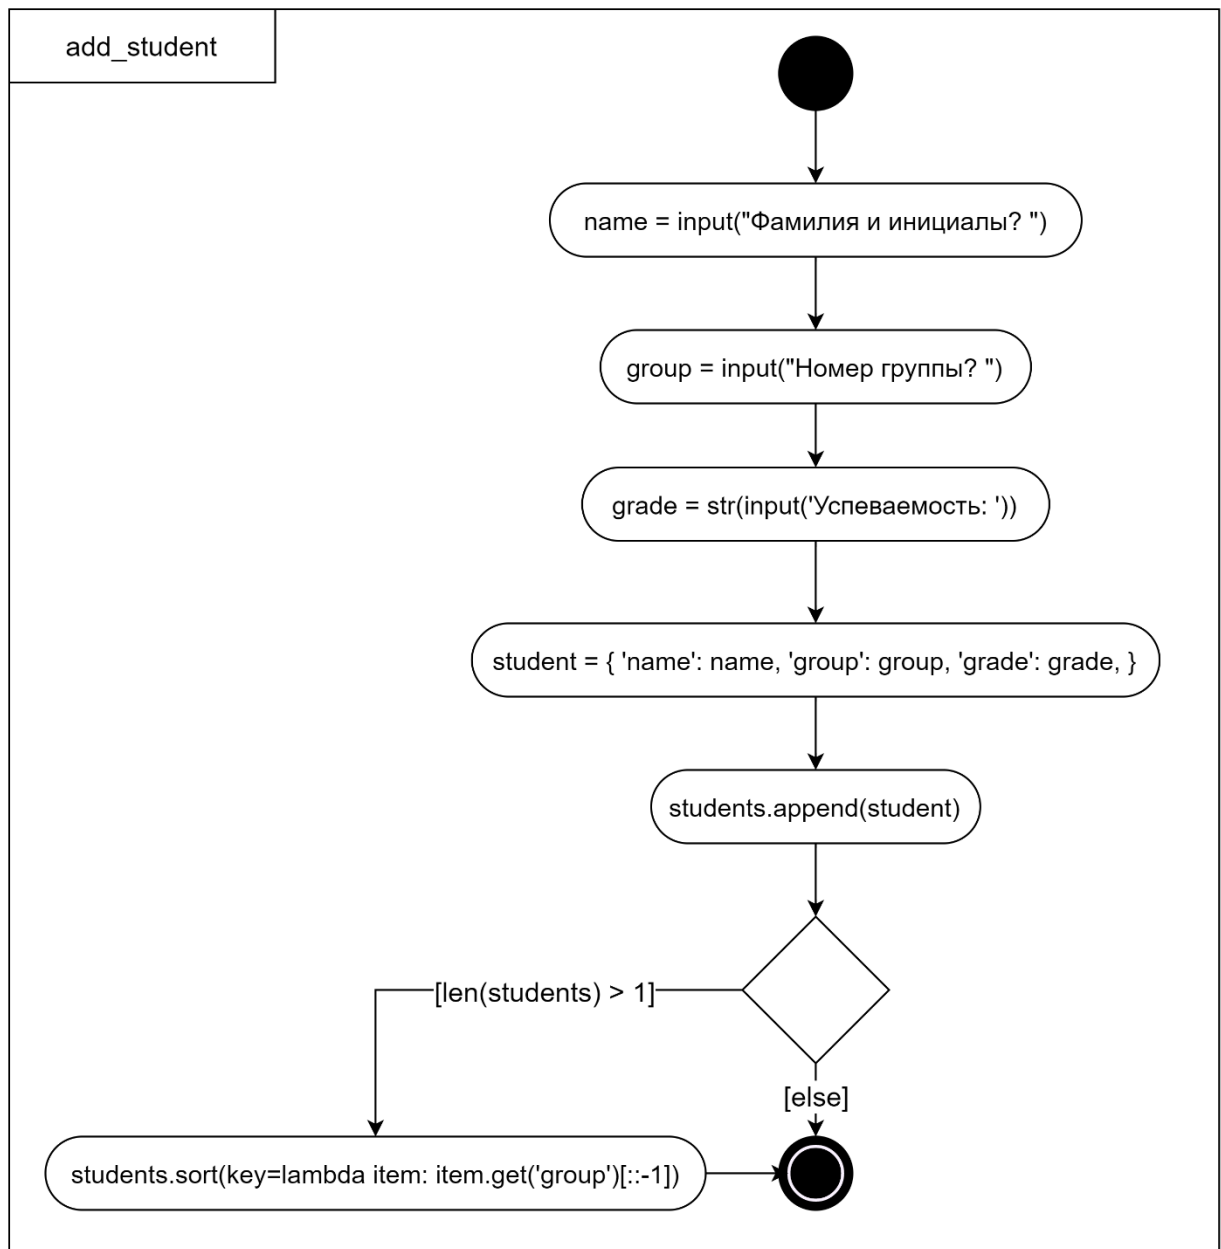 add_student
name = input("Фамилия и инициалы? ")
group = input("Номер группы? ")
grade = str(input('Успеваемость: '))
student = { 'name': name, 'group': group, 'grade': grade, }
students.append(student)
[len(students) > 1]
[else]
students.sort(key=lambda item: item.get('group')[::-1])